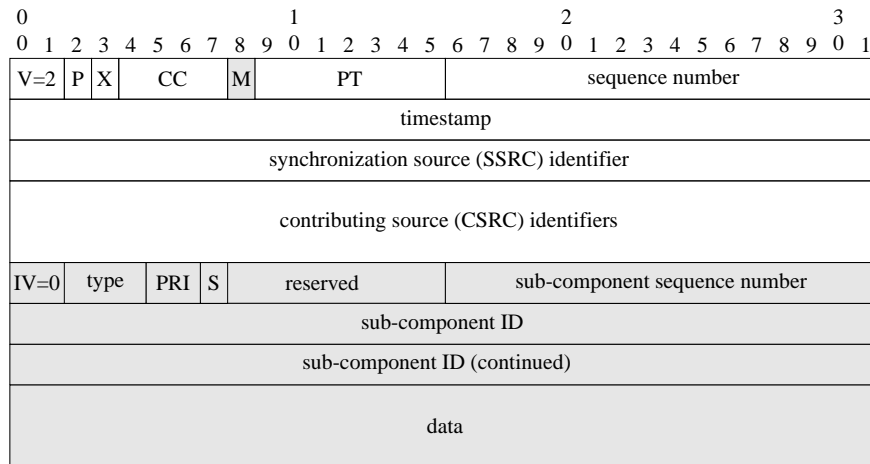 0 1 2 3
0 1 2 3 4 5 6 7 8 9 0 1 2 3 4 5 6 7 8 9 0 1 2 3 4 5 6 7 8 9 0 1
V=2 P X CC M PT sequence number
timestamp
synchronization source (SSRC) identifier
contributing source (CSRC) identifiers
IV=0 type PRI S reserved sub-component sequence number
sub-component ID
sub-component ID (continued)
data